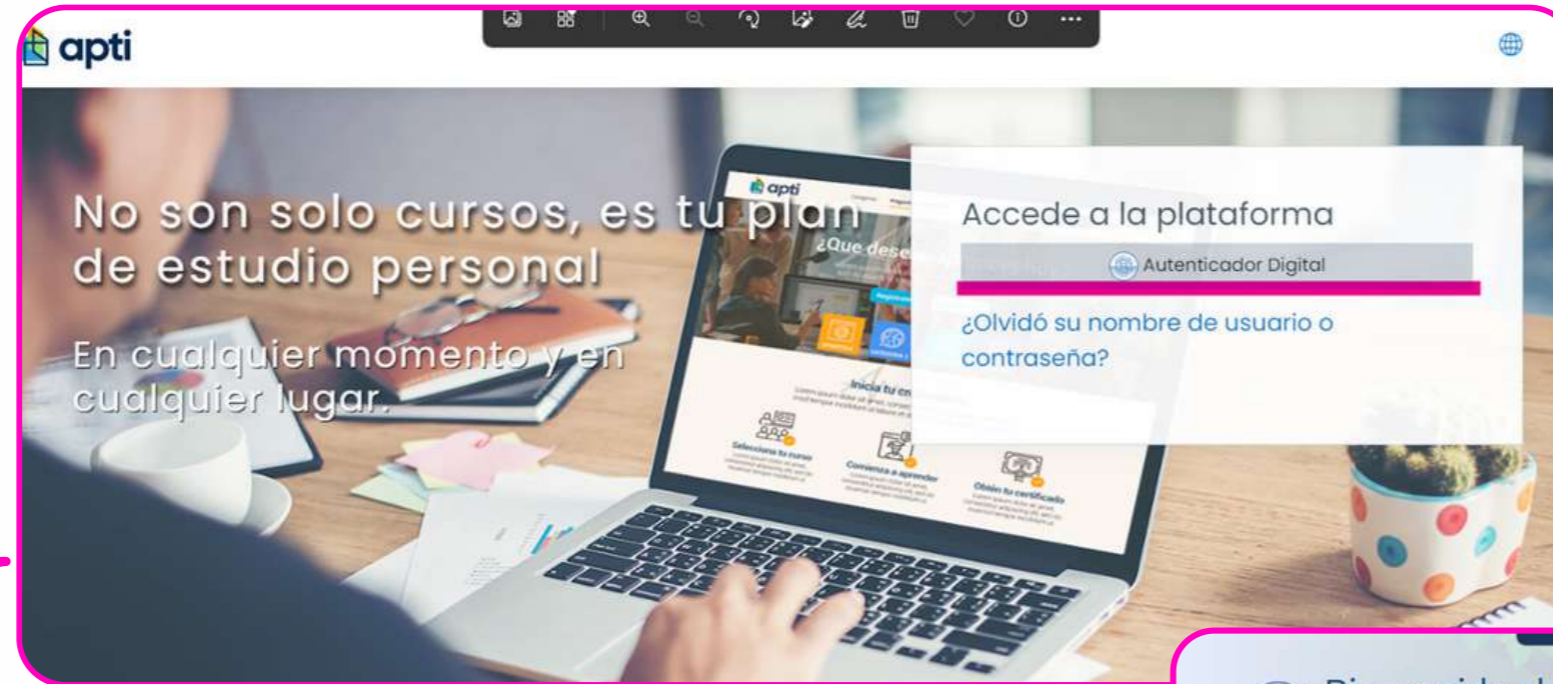 apti
No son solo cursos, es tu plan
de estudio personal
En cualquier momento y en
cualquier lugar.
apti
¿Que dese
Inicia tu
Selecciona tu curso
Comienza a aprender
Obtén tu certificado
Accede a la plataforma
Autenticador Digital
¿Olvidó su nombre de usuario o
contraseña?